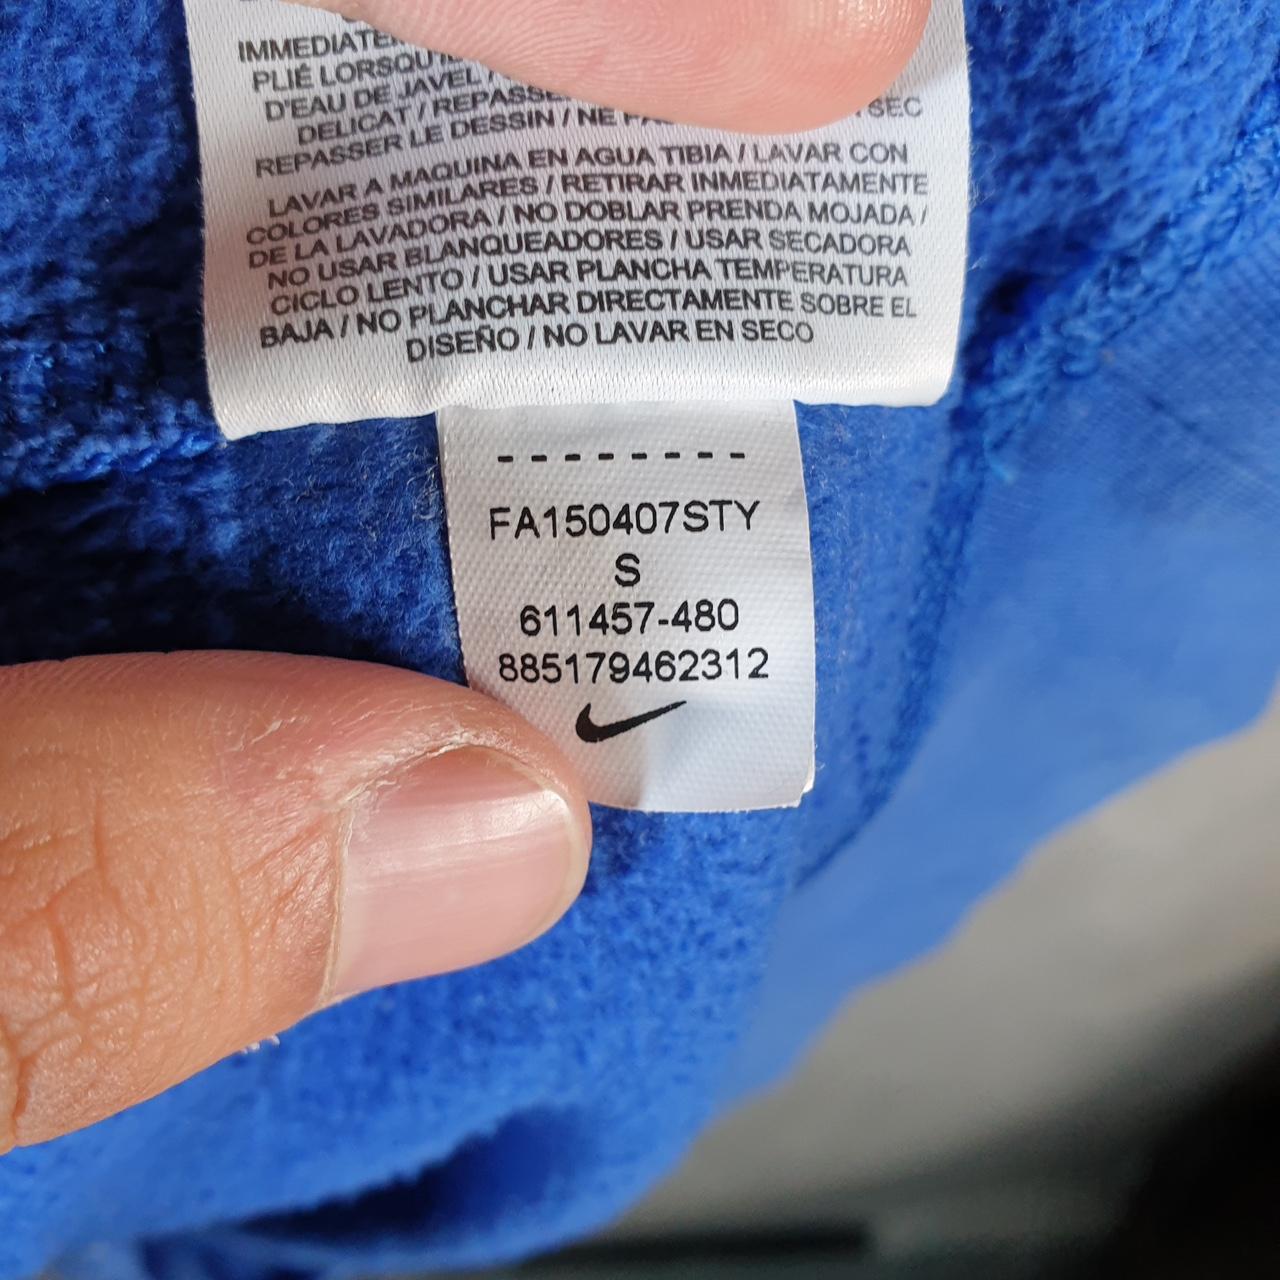 PLIÉ LORSQU'
D'EAU DE JAVEL /
DELICAT / REPASSE SEC
REPASSER LE DESSIN / NE
LAVAR A MAQUINA EN AGUA TIBIA / LAVAR CON
COLORES SIMILARES / RETIRAR INMEDIATAMENTE
DE LA LAVADORA / NO DOBLAR PRENDA MOJADA /
NO USAR BLANQUEADORES / USAR SECADORA
CICLO LENTO / USAR PLANCHA TEMPERATURA
BAJA / NO PLANCHAR DIRECTAMENTE SOBRE EL
DISEÑO / NO LAVAR EN SECO
--------
FA150407STY
S
611457-480
885179462312